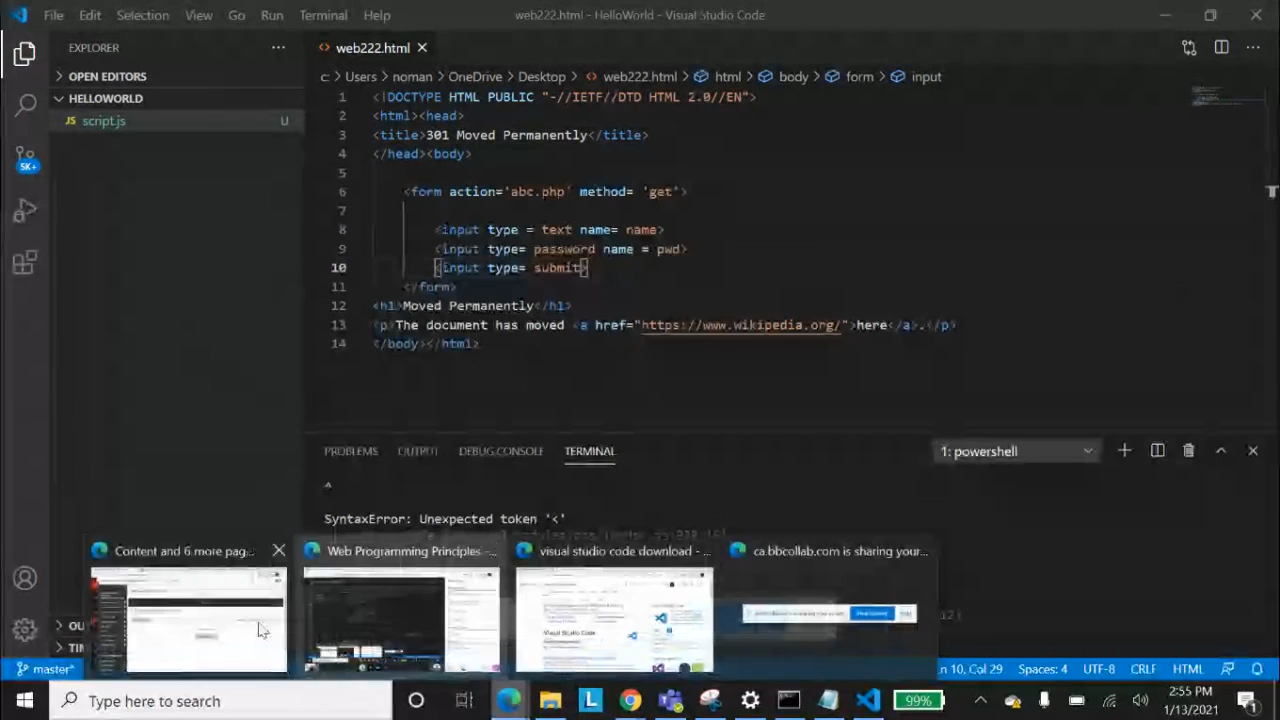 File Edit Selection View Go Run Terminal Help web222.html - HelloWorld - Visual Studio Code
EXPLORER
web222.html
OPEN EDITORS
c: > Users > noman > OneDrive > Desktop > web222.html > html > body > form > input
HELLOWORLD
script.js U
5K+
1 <!DOCTYPE HTML PUBLIC "-//IETF//DTD HTML 2.0//EN">
2 <html><head>
3 <title>301 Moved Permanently</title>
4 </head><body>
5
6 <form action='abc.php' method= 'get'>
7
8 <input type = text name= name>
9 <input type= password name = pwd>
10 <input type= submit>
11 </form>
12 <h1>Moved Permanently</h1>
13 <p>The document has moved <a href="https://www.wikipedia.org/">here</a>.</p>
14 </body></html>
PROBLEMS OUTPUT DEBUG CONSOLE TERMINAL 1: powershell
^
SyntaxError: Unexpected token '<'
Content and 6 more pag...
Web Programming Principles -...
visual studio code download - ...
ca.bbcollab.com is sharing your...
Visual Studio Code
OU
TI
master* Ln 10, Col 29 Spaces: 4 UTF-8 CRLF HTML
Type here to search
99%
2:55 PM
1/13/2021
1